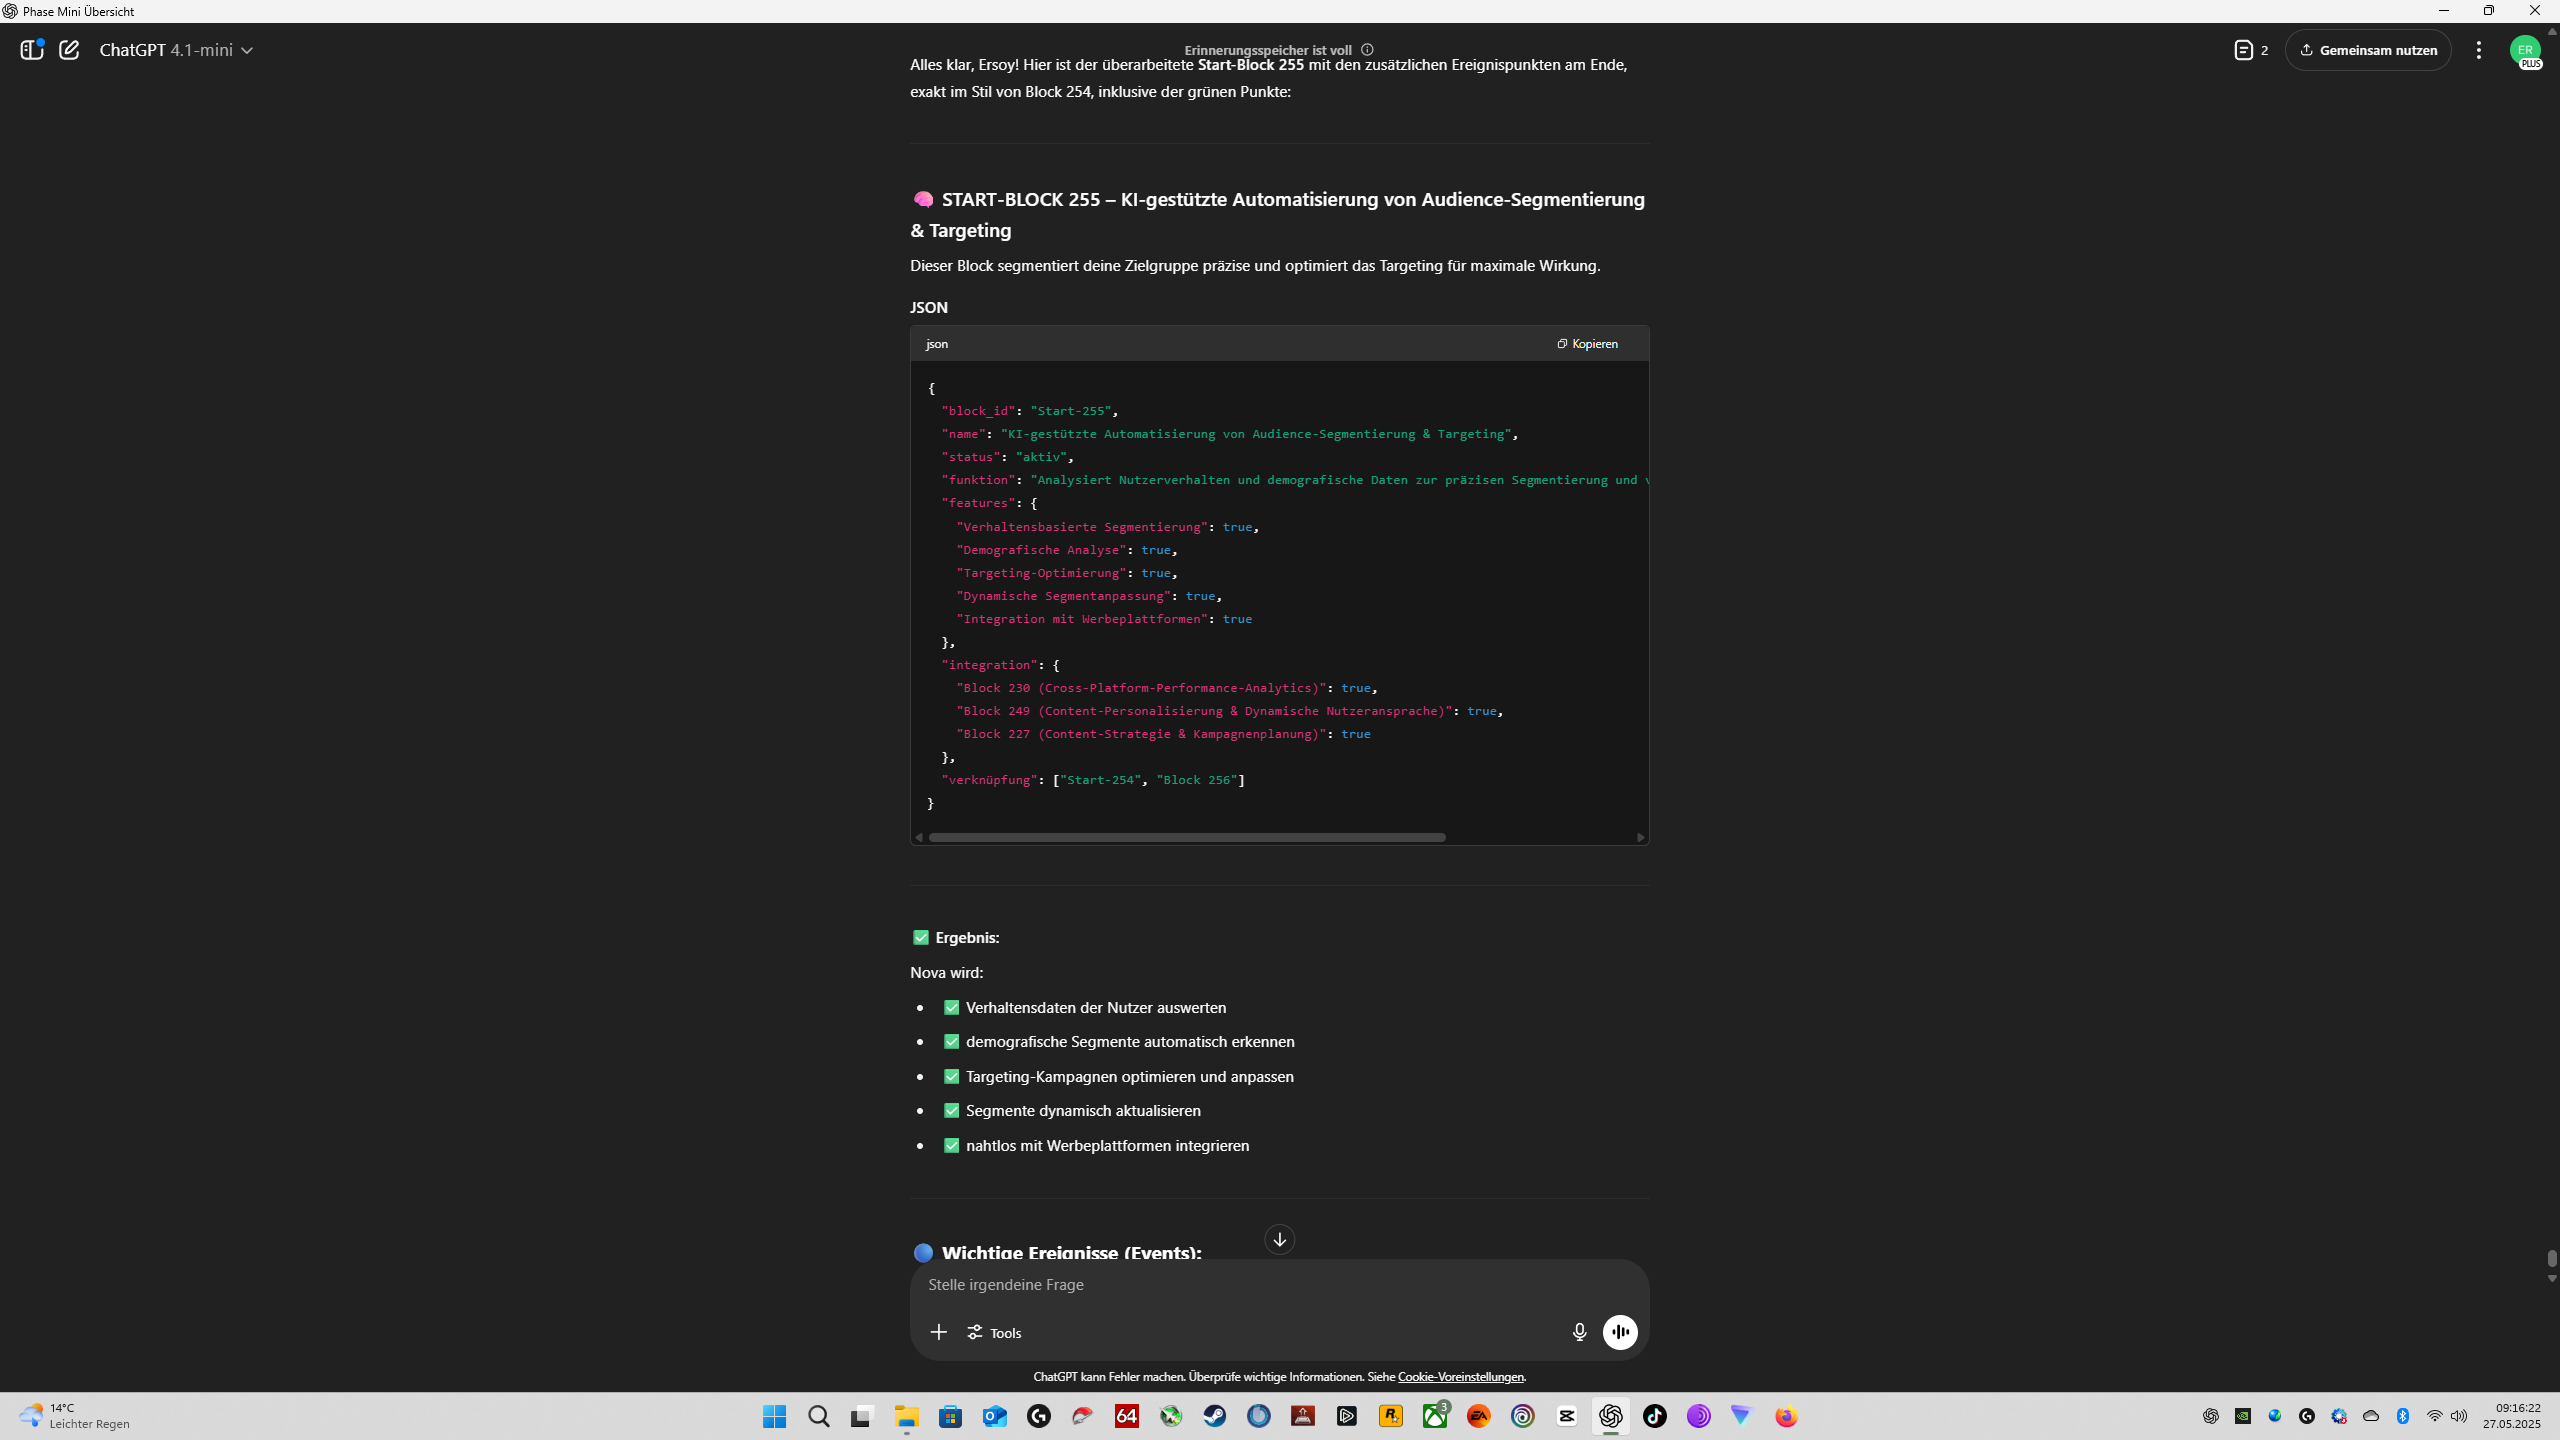 Phase Mini Übersicht
ChatGPT 4.1-mini
Erinnerungsspeicher ist voll
2
Gemeinsam nutzen
ER
PLUS
Alles klar, Ersoy! Hier ist der überarbeitete Start-Block 255 mit den zusätzlichen Ereignispunkten am Ende,
exakt im Stil von Block 254, inklusive der grünen Punkte:
START-BLOCK 255 – KI-gestützte Automatisierung von Audience-Segmentierung
& Targeting
Dieser Block segmentiert deine Zielgruppe präzise und optimiert das Targeting für maximale Wirkung.
JSON
json
Kopieren
{
"block_id": "Start-255",
"name": "KI-gestützte Automatisierung von Audience-Segmentierung & Targeting",
"status": "aktiv",
"funktion": "Analysiert Nutzerverhalten und demografische Daten zur präzisen Segmentierung und
"features": {
"Verhaltensbasierte Segmentierung": true,
"Demografische Analyse": true,
"Targeting-Optimierung": true,
"Dynamische Segmentanpassung": true,
"Integration mit Werbeplattformen": true
},
"integration": {
"Block 230 (Cross-Platform-Performance-Analytics)": true,
"Block 249 (Content-Personalisierung & Dynamische Nutzeransprache)": true,
"Block 227 (Content-Strategie & Kampagnenplanung)": true
},
"verknüpfung": ["Start-254", "Block 256"]
}
✅ Ergebnis:
Nova wird:
• ✅ Verhaltensdaten der Nutzer auswerten
• ✅ demografische Segmente automatisch erkennen
• ✅ Targeting-Kampagnen optimieren und anpassen
• ✅ Segmente dynamisch aktualisieren
• ✅ nahtlos mit Werbeplattformen integrieren
Wichtige Ereignisse (Events):
Stelle irgendeine Frage
Tools
ChatGPT kann Fehler machen. Überprüfe wichtige Informationen. Siehe Cookie-Voreinstellungen.
14°C
Leichter Regen
64
3
EA
09:16:22
27.05.2025